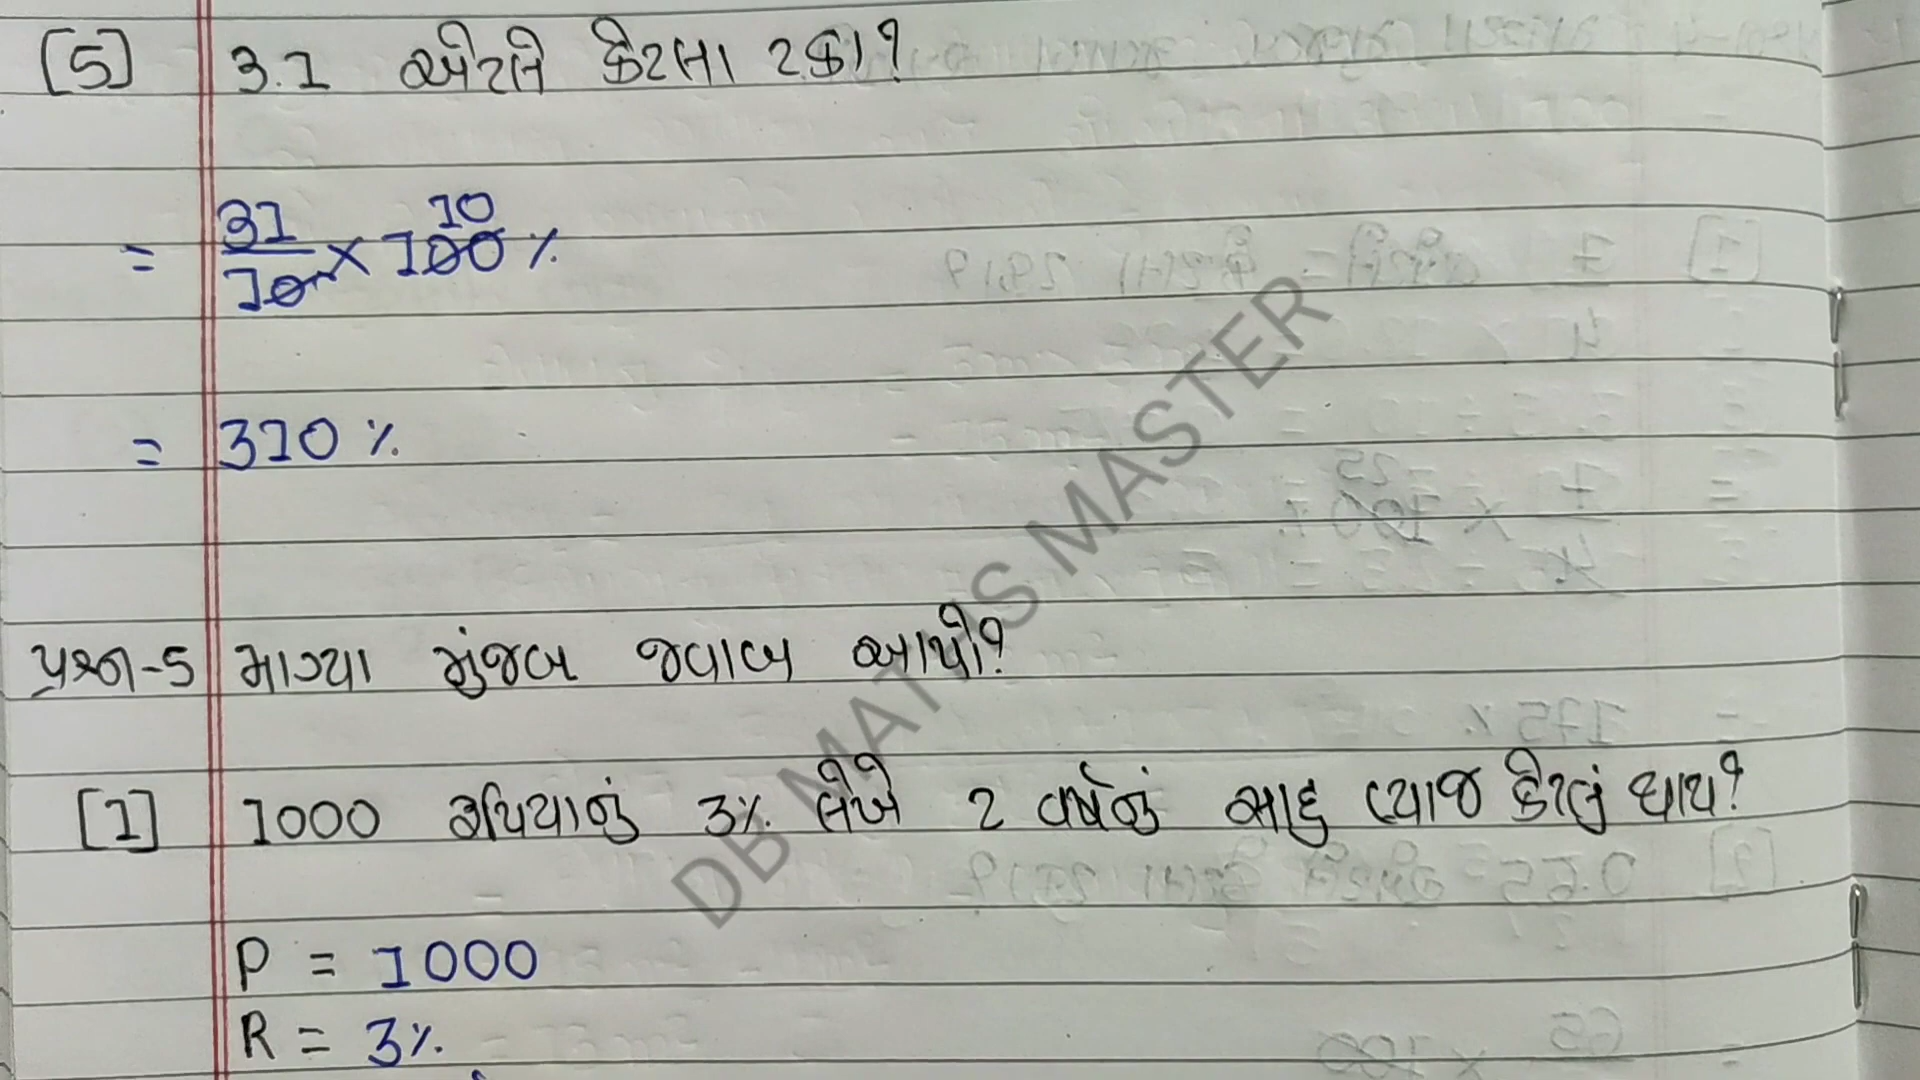 [5] 3.1 એટલે કેટલા ટકા?
= 31/10 × 100 % 10
= 310 %
પ્રશ્ન-5 માગ્યા મુંજબ જવાબ આપો?
[1] 1000 રૂપિયાનું 3% લેખે 2 વર્ષનું સાદુ વ્યાજ કેટલું થાય?
P = 1000
R = 3%
DB MATHS MASTER